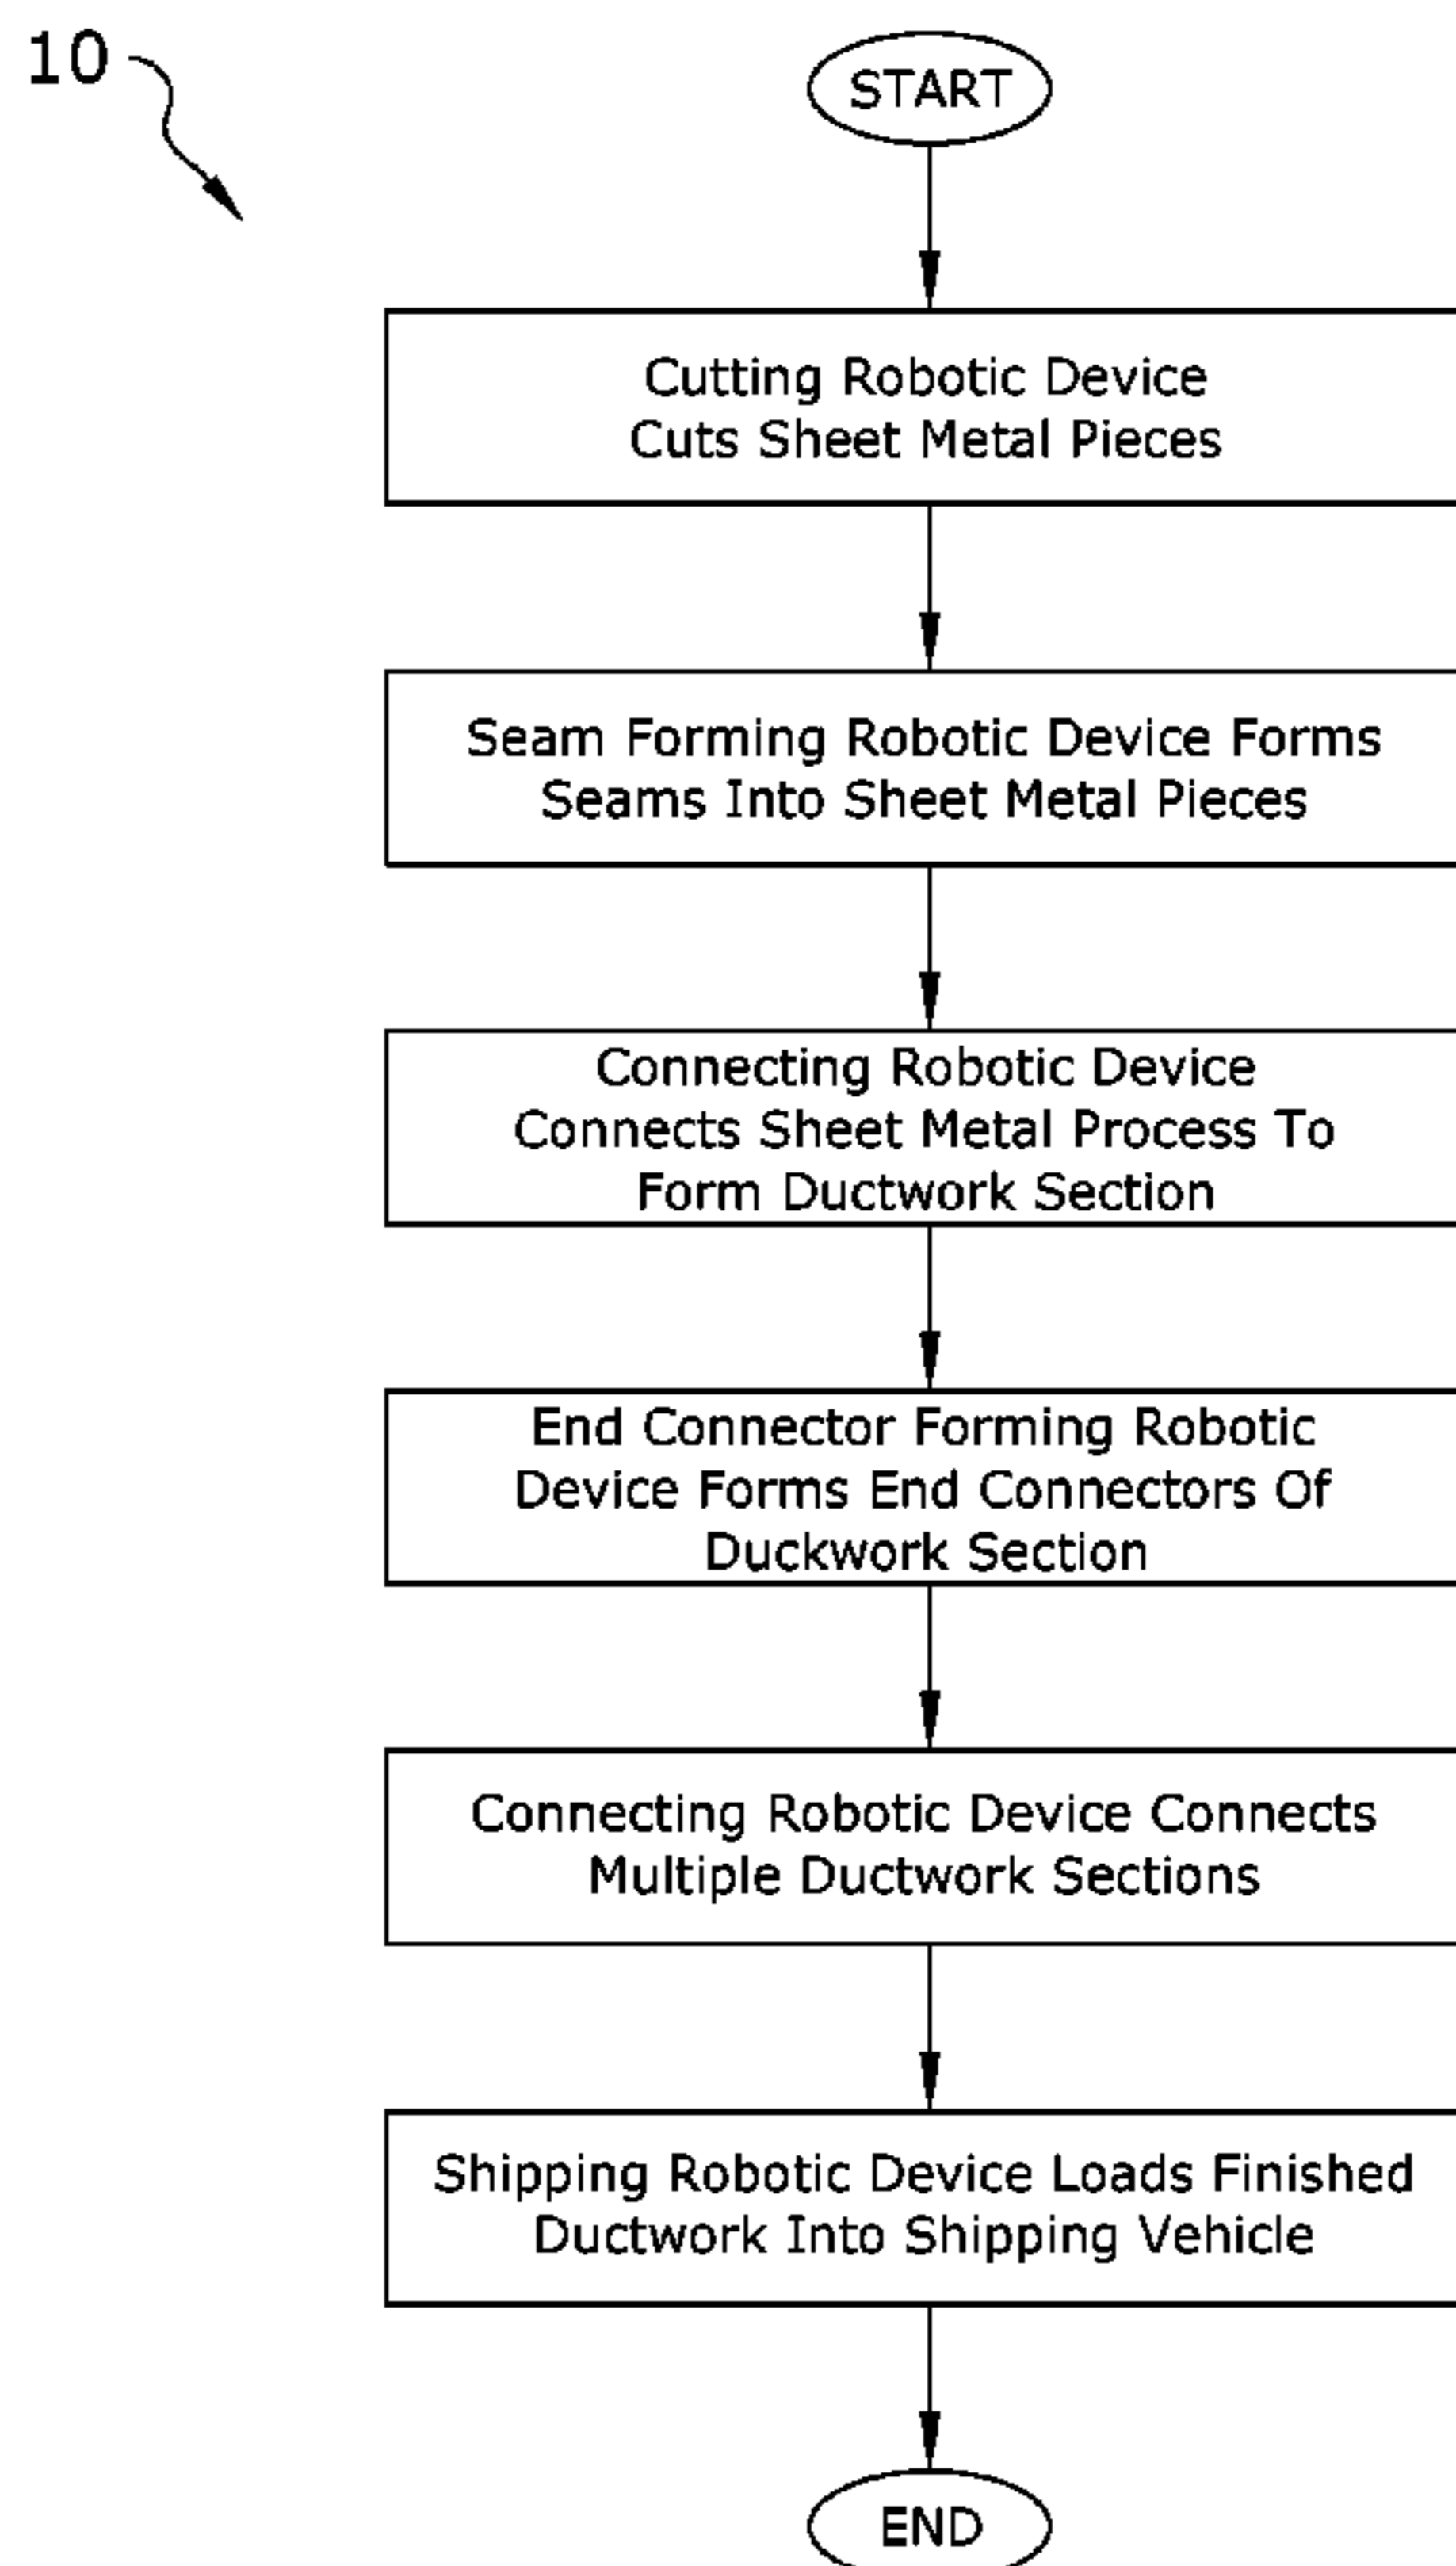 10
START
Cutting Robotic Device
Cuts Sheet Metal Pieces
Seam Forming Robotic Device Forms
Seams Into Sheet Metal Pieces
Connecting Robotic Device
Connects Sheet Metal Process To
Form Ductwork Section
End Connector Forming Robotic
Device Forms End Connectors Of
Duckwork Section
Connecting Robotic Device Connects
Multiple Ductwork Sections
Shipping Robotic Device Loads Finished
Ductwork Into Shipping Vehicle
END